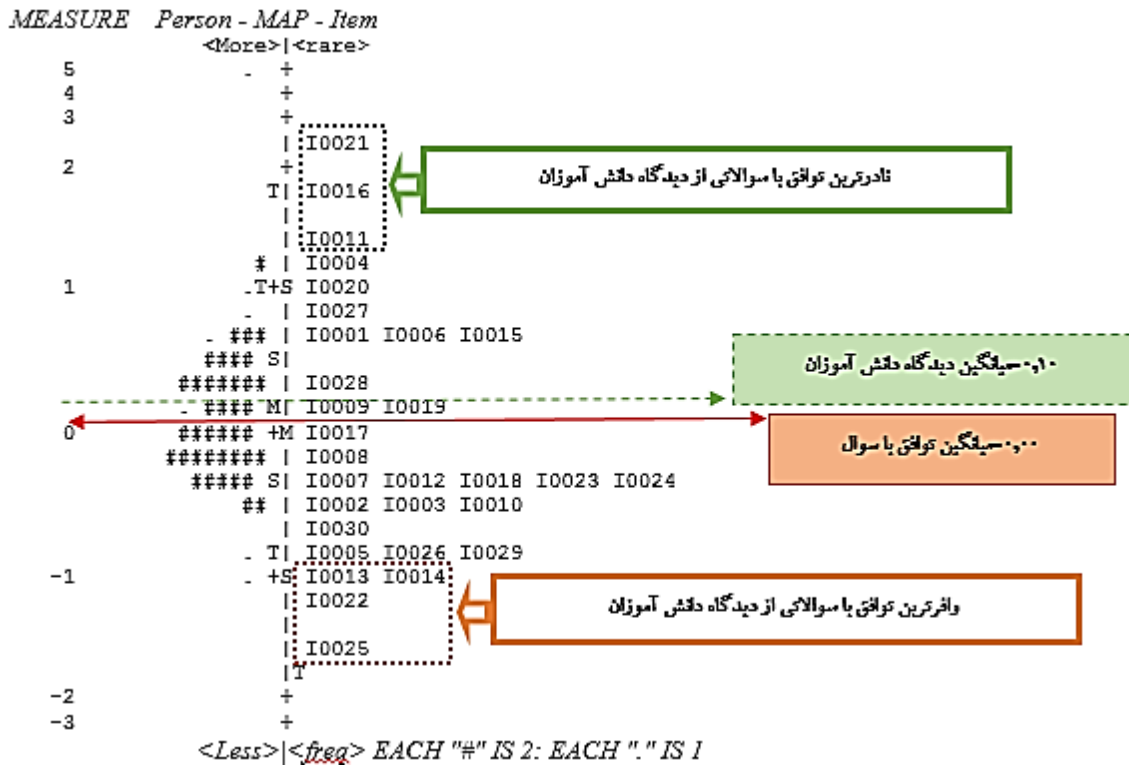 MEASURE Person - MAP - Item
<More>|<rare>
5 . +
4 +
3 +
| I0021
2 +
T| I0016
|
| I0011
# | I0004
1 .T+S I0020
. | I0027
. ### | I0001 I0006 I0015
#### S|
####### | I0028
. #### M| I0009 I0019
0 ###### +M I0017
######## | I0008
##### S| I0007 I0012 I0018 I0023 I0024
## | I0002 I0003 I0010
| I0030
. T| I0005 I0026 I0029
-1 . +S I0013 I0014
| I0022
|
| I0025
|T
-2 +
-3 +
<Less>|<freq> EACH "#" IS 2: EACH "." IS 1
نادرترین توافق با سوالاتی از دیدگاه دانش آموزان
۰,۱۰=میانگین دیدگاه دانش آموزان
۰,۰۰=میانگین توافق با سوال
وافرترین توافق با سوالاتی از دیدگاه دانش آموزان